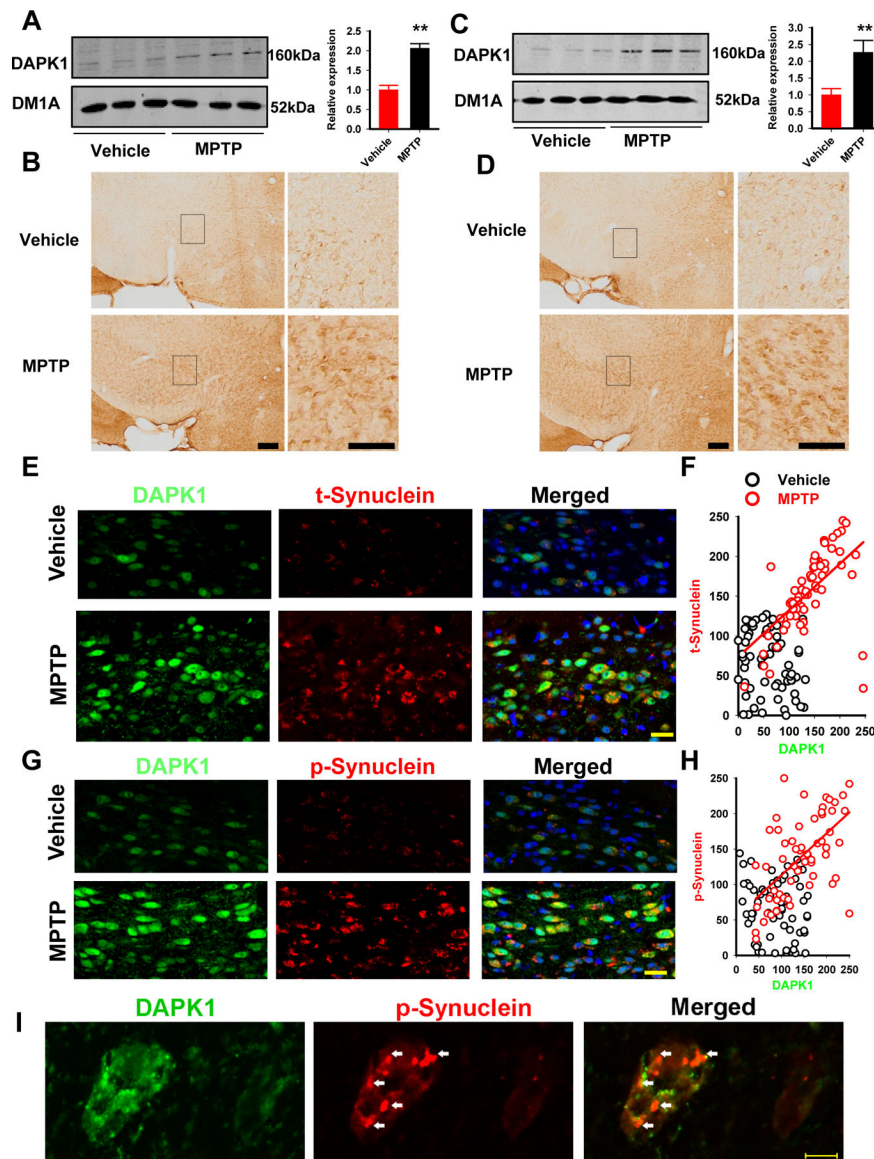 A
DAPK1
160kDa
DM1A
52kDa
Vehicle
MPTP
Relative expression
2.5
2.0
1.5
1.0
0.5
0.0
**
Vehicle
MPTP
C
DAPK1
160kDa
DM1A
52kDa
Vehicle
MPTP
Relative expression
3.0
2.5
2.0
1.5
1.0
0.5
0.0
**
Vehicle
MPTP
B
Vehicle
MPTP
D
Vehicle
MPTP
E
DAPK1 t-Synuclein Merged
Vehicle
MPTP
F
Vehicle
MPTP
t-Synuclein
250
200
150
100
50
0
0 50 100 150 200 250
DAPK1
G
DAPK1 p-Synuclein Merged
Vehicle
MPTP
H
p-Synuclein
250
200
150
100
50
0
0 50 100 150 200 250
DAPK1
I
DAPK1 p-Synuclein Merged